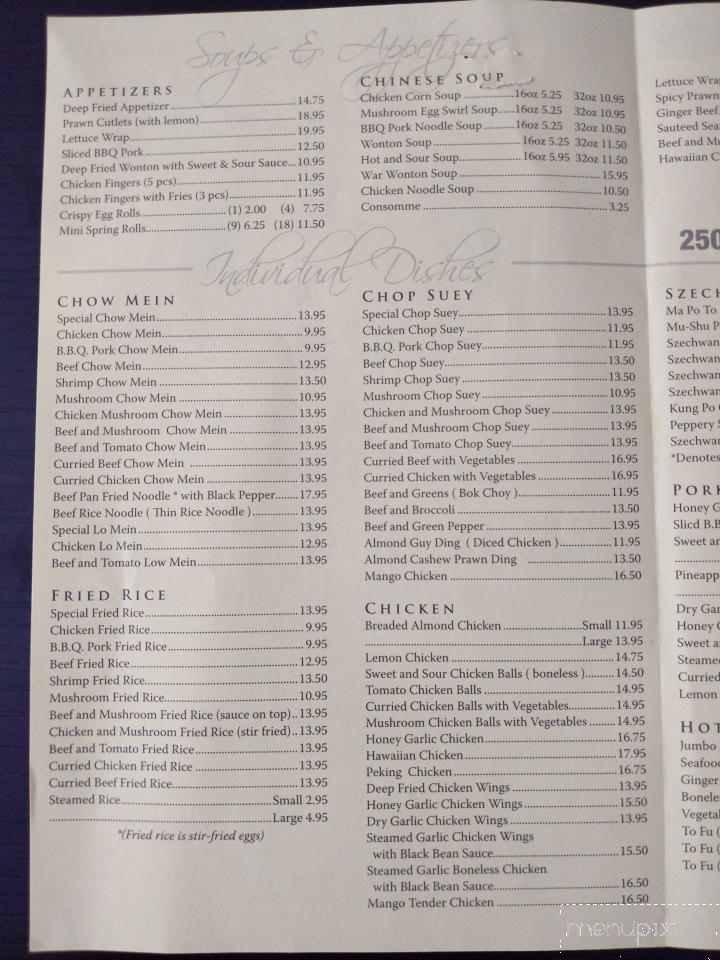 Soups & Appetizers
APPETIZERS
Deep Fried Appetizer 14.75
Prawn Cutlets (with lemon) 18.95
Lettuce Wrap 19.95
Sliced BBQ Pork 12.50
Deep Fried Wonton with Sweet & Sour Sauce... 10.95
Chicken Fingers (5 pcs) 11.95
Chicken Fingers with Fries (3 pcs) 11.95
Crispy Egg Rolls (1) 2.00 (4) 7.75
Mini Spring Rolls (9) 6.25 (18) 11.50
CHINESE SOUP
Chicken Corn Soup 16oz 5.25 32oz 10.95
Mushroom Egg Swirl Soup 16oz 5.25 32oz 10.95
BBQ Pork Noodle Soup 16oz 5.25 32oz 10.50
Wonton Soup 16oz 5.25 32oz 11.50
Hot and Sour Soup 16oz 5.95 32oz 11.50
War Wonton Soup 15.95
Chicken Noodle Soup 10.50
Consomme 3.25
Individual Dishes
CHOW MEIN
Special Chow Mein 13.95
Chicken Chow Mein 9.95
B.B.Q. Pork Chow Mein 9.95
Beef Chow Mein 12.95
Shrimp Chow Mein 13.50
Mushroom Chow Mein 10.95
Chicken Mushroom Chow Mein 13.95
Beef and Mushroom Chow Mein 13.95
Beef and Tomato Chow Mein 13.95
Curried Beef Chow Mein 13.95
Curried Chicken Chow Mein 13.95
Beef Pan Fried Noodle * with Black Pepper 17.95
Beef Rice Noodle ( Thin Rice Noodle ) 13.95
Special Lo Mein 13.95
Chicken Lo Mein 12.95
Beef and Tomato Low Mein 13.95
FRIED RICE
Special Fried Rice 13.95
Chicken Fried Rice 9.95
B.B.Q. Pork Fried Rice 9.95
Beef Fried Rice 12.95
Shrimp Fried Rice 13.50
Mushroom Fried Rice 10.95
Beef and Mushroom Fried Rice (sauce on top).. 13.95
Chicken and Mushroom Fried Rice (stir fried).. 13.95
Beef and Tomato Fried Rice 13.95
Curried Chicken Fried Rice 13.95
Curried Beef Fried Rice 13.95
Steamed Rice Small 2.95
Large 4.95
*(Fried rice is stir-fried eggs)
CHOP SUEY
Special Chop Suey 13.95
Chicken Chop Suey 11.95
B.B.Q. Pork Chop Suey 11.95
Beef Chop Suey 13.50
Shrimp Chop Suey 13.50
Mushroom Chop Suey 10.95
Chicken and Mushroom Chop Suey 13.95
Beef and Mushroom Chop Suey 13.95
Beef and Tomato Chop Suey 13.95
Curried Beef with Vegetables 16.95
Curried Chicken with Vegetables 16.95
Beef and Greens ( Bok Choy ) 11.95
Beef and Broccoli 13.50
Beef and Green Pepper 13.95
Almond Guy Ding ( Diced Chicken ) 11.95
Almond Cashew Prawn Ding 13.50
Mango Chicken 16.50
CHICKEN
Breaded Almond Chicken Small 11.95
Large 13.95
Lemon Chicken 14.75
Sweet and Sour Chicken Balls ( boneless ) 14.50
Tomato Chicken Balls 14.95
Curried Chicken Balls with Vegetables 14.95
Mushroom Chicken Balls with Vegetables 14.95
Honey Garlic Chicken 16.75
Hawaiian Chicken 17.95
Peking Chicken 16.75
Deep Fried Chicken Wings 13.95
Honey Garlic Chicken Wings 15.50
Dry Garlic Chicken Wings 13.95
Steamed Garlic Chicken Wings
with Black Bean Sauce 15.50
Steamed Garlic Boneless Chicken
with Black Bean Sauce 16.50
Mango Tender Chicken 16.50
Lettuce Wrap
Spicy Prawn
Ginger Beef
Sauteed Sea
Beef and Mu
Hawaiian C
250
SZECH
Ma Po To
Mu-Shu P
Szechwan
Szechwan
Szechwan
Szechwan
Kung Po
Peppery S
Szechwan
*Denotes
PORK
Honey G
Slicd B.B
Sweet an
Pineapp
Dry Gar
Honey G
Sweet a
Steamed
Curried
Lemon
HOT
Jumbo
Seafood
Ginger
Boneles
Vegetab
To Fu (
To Fu (
To Fu (
menupix